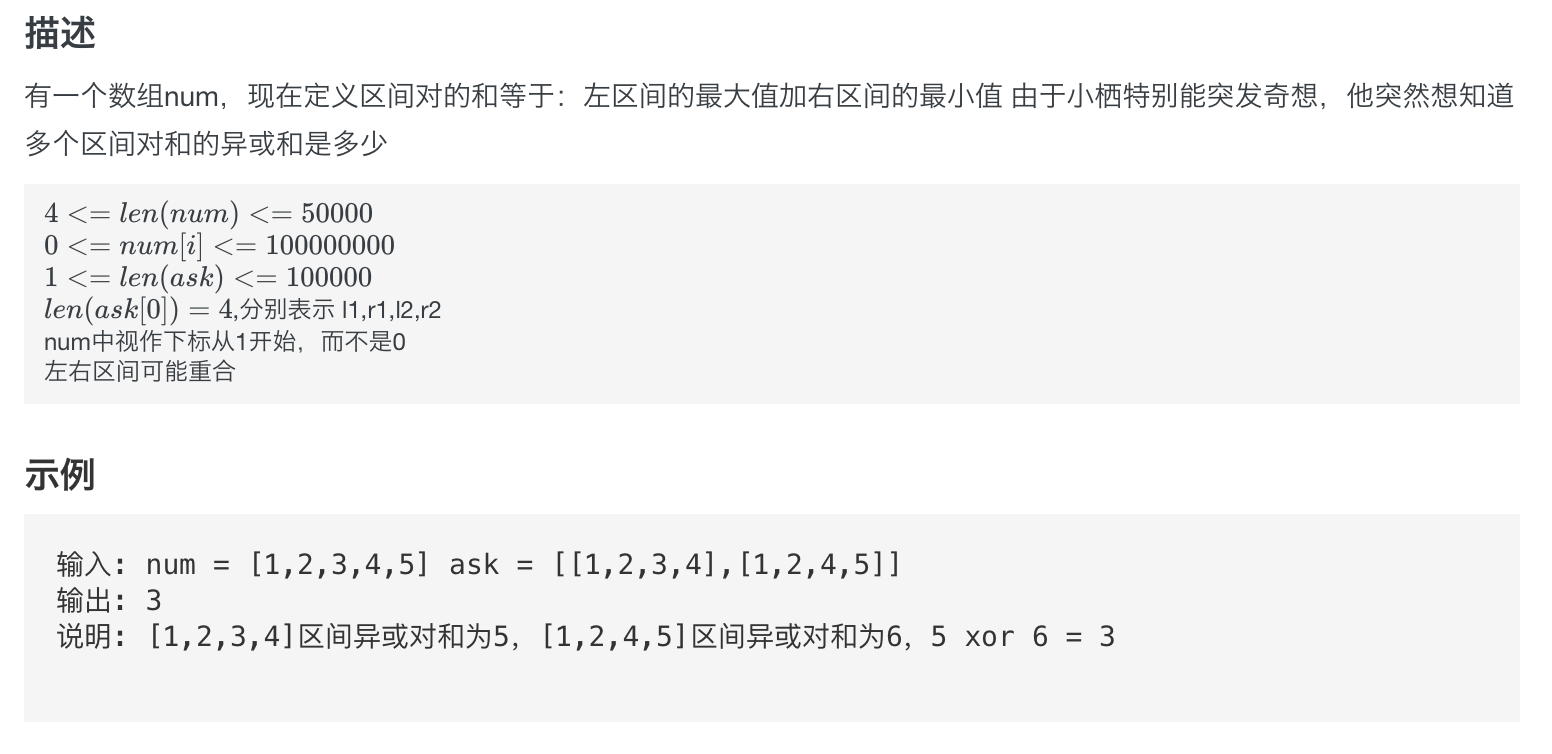 描述
有一个数组num，现在定义区间对的和等于：左区间的最大值加右区间的最小值 由于小栖特别能突发奇想，他突然想知道
多个区间对和的异或和是多少
4 <= len(num) <= 50000
0 <= num[i] <= 100000000
1 <= len(ask) <= 100000
len(ask[0]) = 4,分别表示 l1,r1,l2,r2
num中视作下标从1开始，而不是0
左右区间可能重合
示例
输入: num = [1,2,3,4,5] ask = [[1,2,3,4],[1,2,4,5]]
输出: 3
说明: [1,2,3,4]区间异或对和为5，[1,2,4,5]区间异或对和为6，5 xor 6 = 3